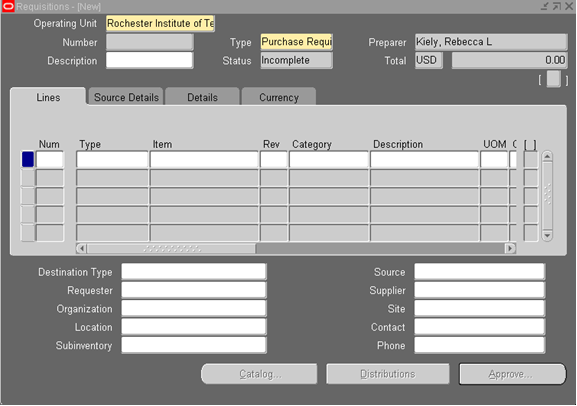 Requisitions - [New]
Operating Unit Rochester Institute of Te
Number Type Purchase Requi Preparer Kiely, Rebecca L
Description Status Incomplete Total USD 0.00
[ ]
Lines Source Details Details Currency
Num Type Item Rev Category Description UOM [ ]
Destination Type Source
Requester Supplier
Organization Site
Location Contact
Subinventory Phone
Catalog... Distributions Approve...